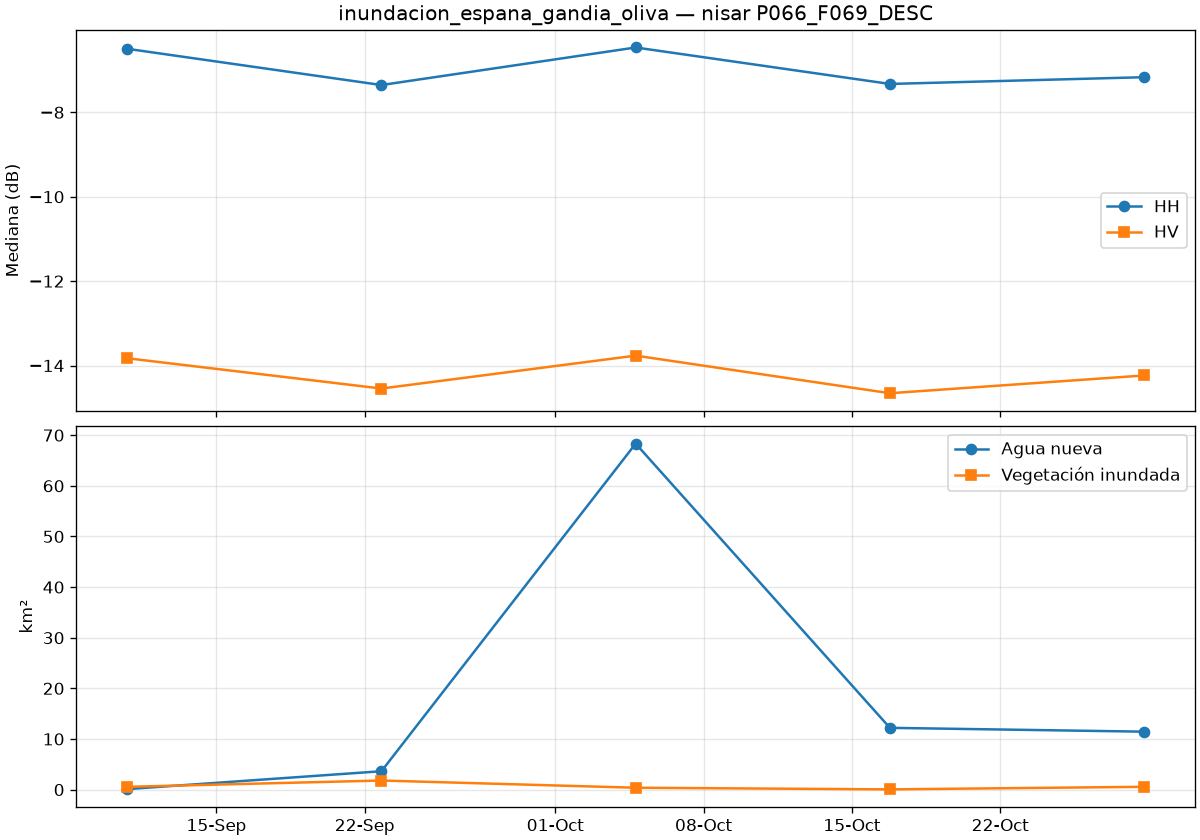 inundacion_espana_gandia_oliva — nisar P066_F069_DESC
Mediana (dB)
−8
−10
−12
−14
HH
HV
km²
70
60
50
40
30
20
10
0
Agua nueva
Vegetación inundada
15-Sep
22-Sep
01-Oct
08-Oct
15-Oct
22-Oct